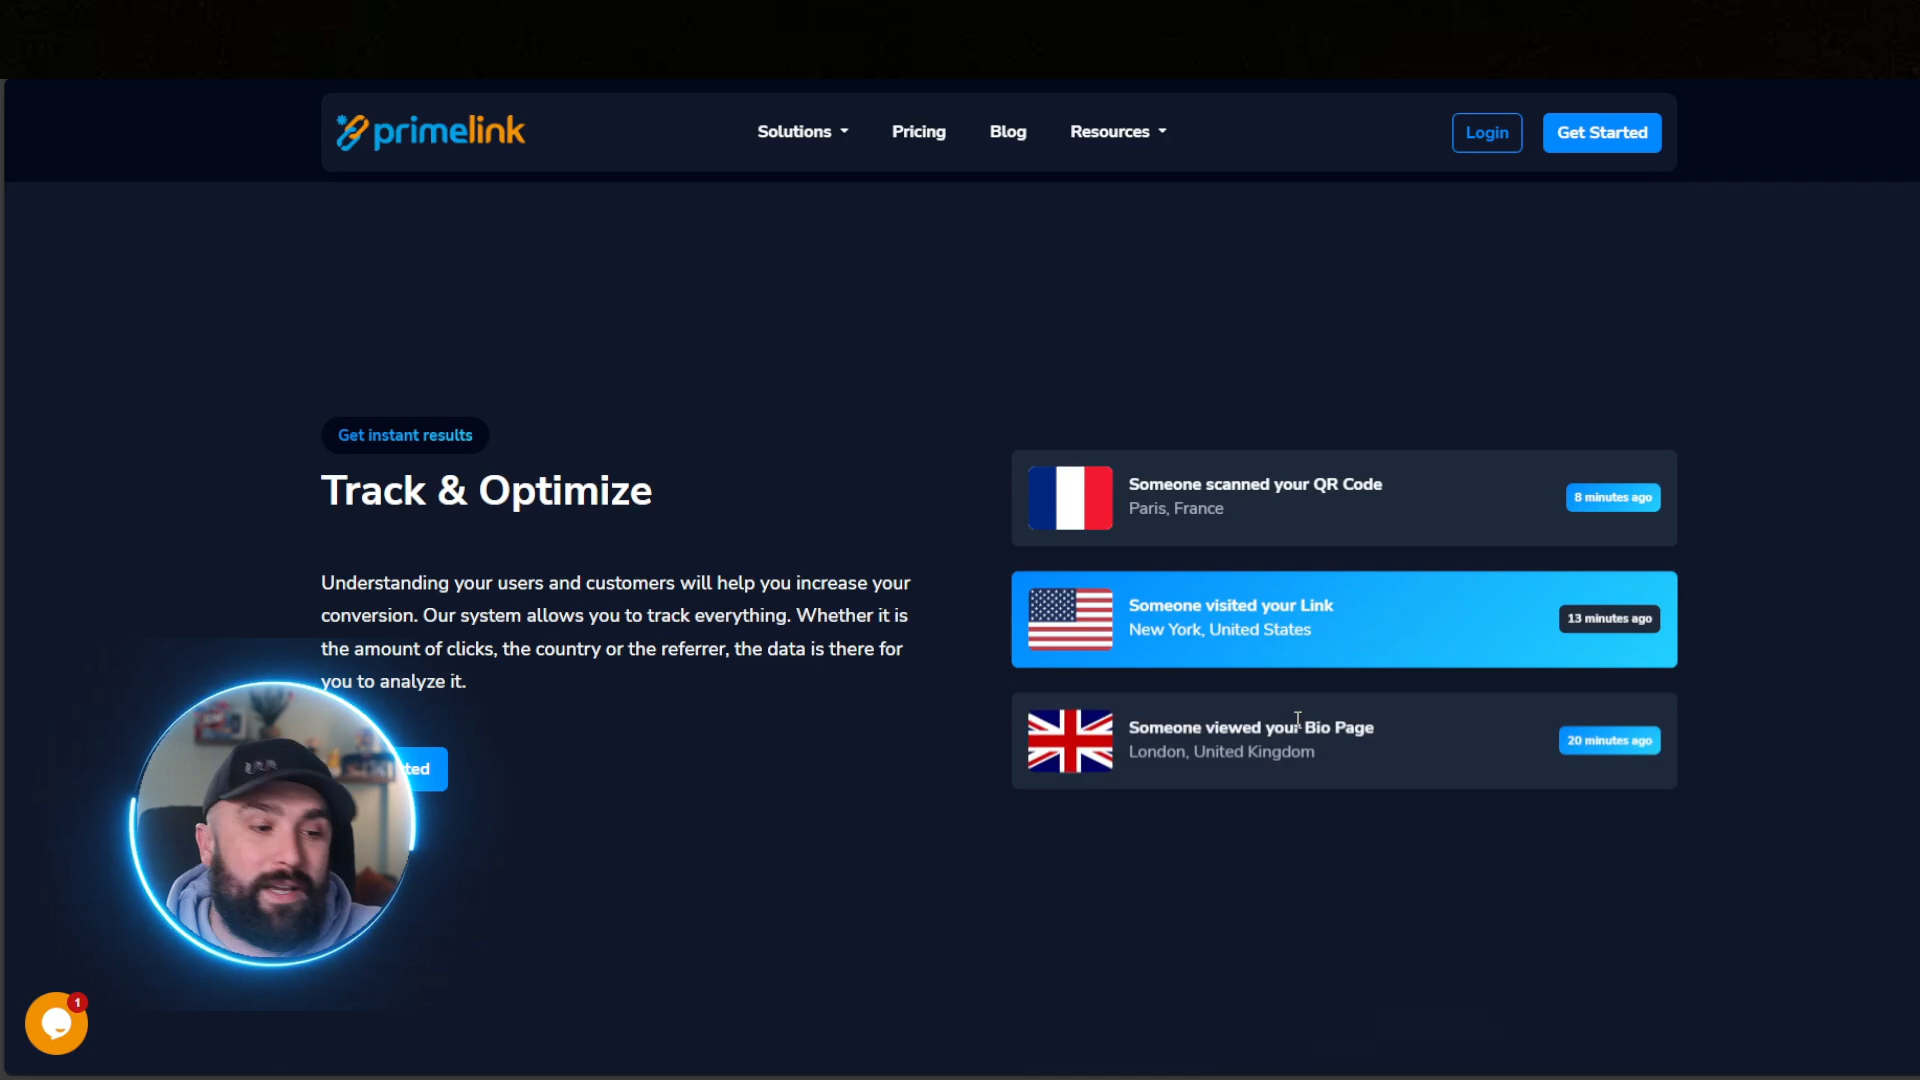 primelink
Solutions
Pricing
Blog
Resources
Login
Get Started
Get instant results
Track & Optimize
Understanding your users and customers will help you increase your
conversion. Our system allows you to track everything. Whether it is
the amount of clicks, the country or the referrer, the data is there for
you to analyze it.
ted
Someone scanned your QR Code
Paris, France
8 minutes ago
Someone visited your Link
New York, United States
13 minutes ago
Someone viewed your Bio Page
London, United Kingdom
20 minutes ago
1